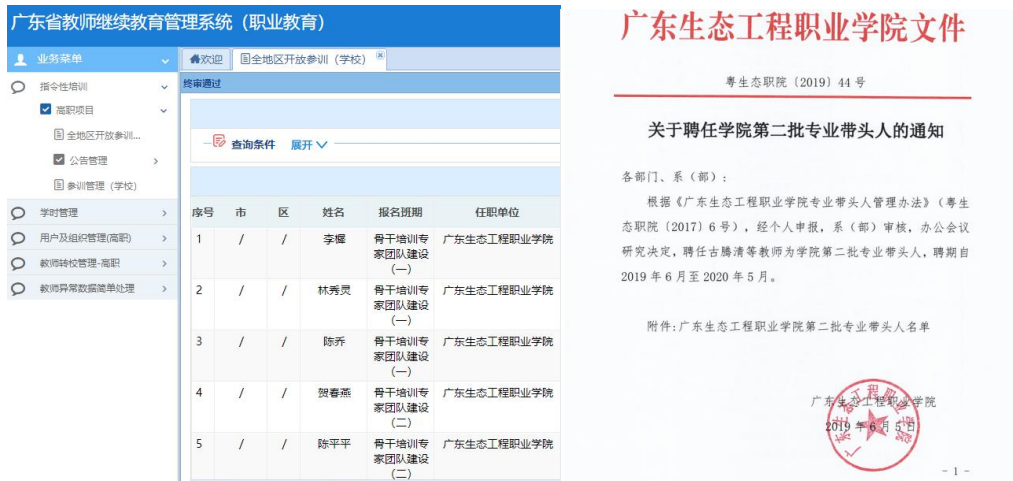 广东省教师继续教育管理系统（职业教育）
业务菜单
指令性培训
高职项目
全地区开放参训...
公告管理
参训管理（学校）
学时管理
用户及组织管理(高职)
教师转校管理-高职
教师异常数据简单处理
欢迎 全地区开放参训（学校）
终审通过
查询条件 展开
序号 市 区 姓名 报名班期 任职单位
1 / / 李樨 骨干培训专 广东生态工程职业学院
家团队建设
（一）
2 / / 林秀灵 骨干培训专 广东生态工程职业学院
家团队建设
（一）
3 / / 陈乔 骨干培训专 广东生态工程职业学院
家团队建设
（一）
4 / / 贺春燕 骨干培训专 广东生态工程职业学院
家团队建设
（二）
5 / / 陈平平 骨干培训专 广东生态工程职业学院
家团队建设
（二）
广东生态工程职业学院文件
粤生态职院〔2019〕44 号
关于聘任学院第二批专业带头人的通知
各部门、系（部）：
根据《广东生态工程职业学院专业带头人管理办法》（粤生
态职院〔2017〕6 号），经个人申报，系（部）审核，办公会议
研究决定，聘任古腾清等教师为学院第二批专业带头人，聘期自
2019 年 6 月至 2020 年 5 月。
附件:广东生态工程职业学院第二批专业带头人名单
广东生态工程职业学院
2019 年 6 月 5 日
广东生态工程职业学院
- 1 -